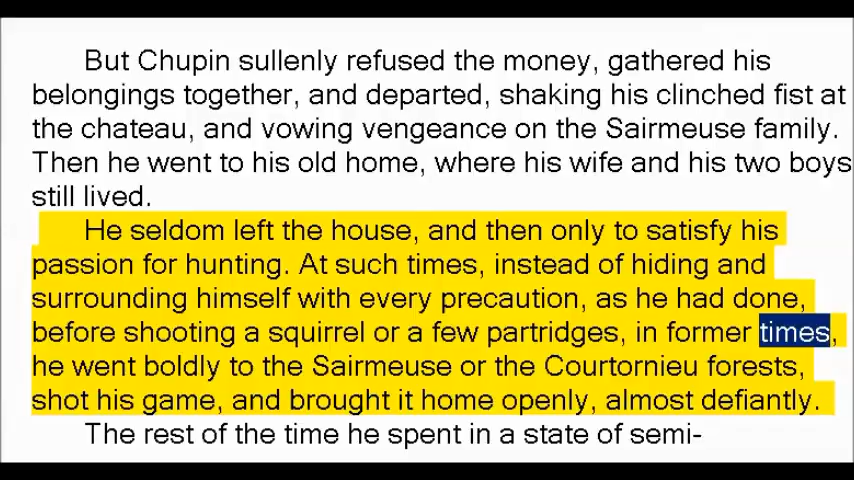 But Chupin sullenly refused the money, gathered his
belongings together, and departed, shaking his clinched fist at
the chateau, and vowing vengeance on the Sairmeuse family.
Then he went to his old home, where his wife and his two boys
still lived.
He seldom left the house, and then only to satisfy his
passion for hunting. At such times, instead of hiding and
surrounding himself with every precaution, as he had done,
before shooting a squirrel or a few partridges, in former times,
he went boldly to the Sairmeuse or the Courtornieu forests,
shot his game, and brought it home openly, almost defiantly.
The rest of the time he spent in a state of semi-